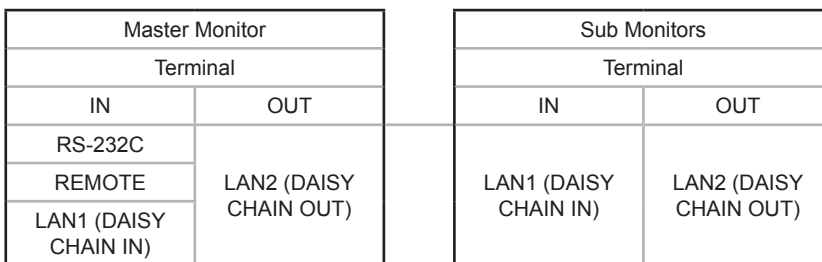 Master Monitor
Terminal
IN
OUT
RS-232C
REMOTE
LAN1 (DAISY
CHAIN IN)
LAN2 (DAISY
CHAIN OUT)
Sub Monitors
Terminal
IN
OUT
LAN1 (DAISY
CHAIN IN)
LAN2 (DAISY
CHAIN OUT)